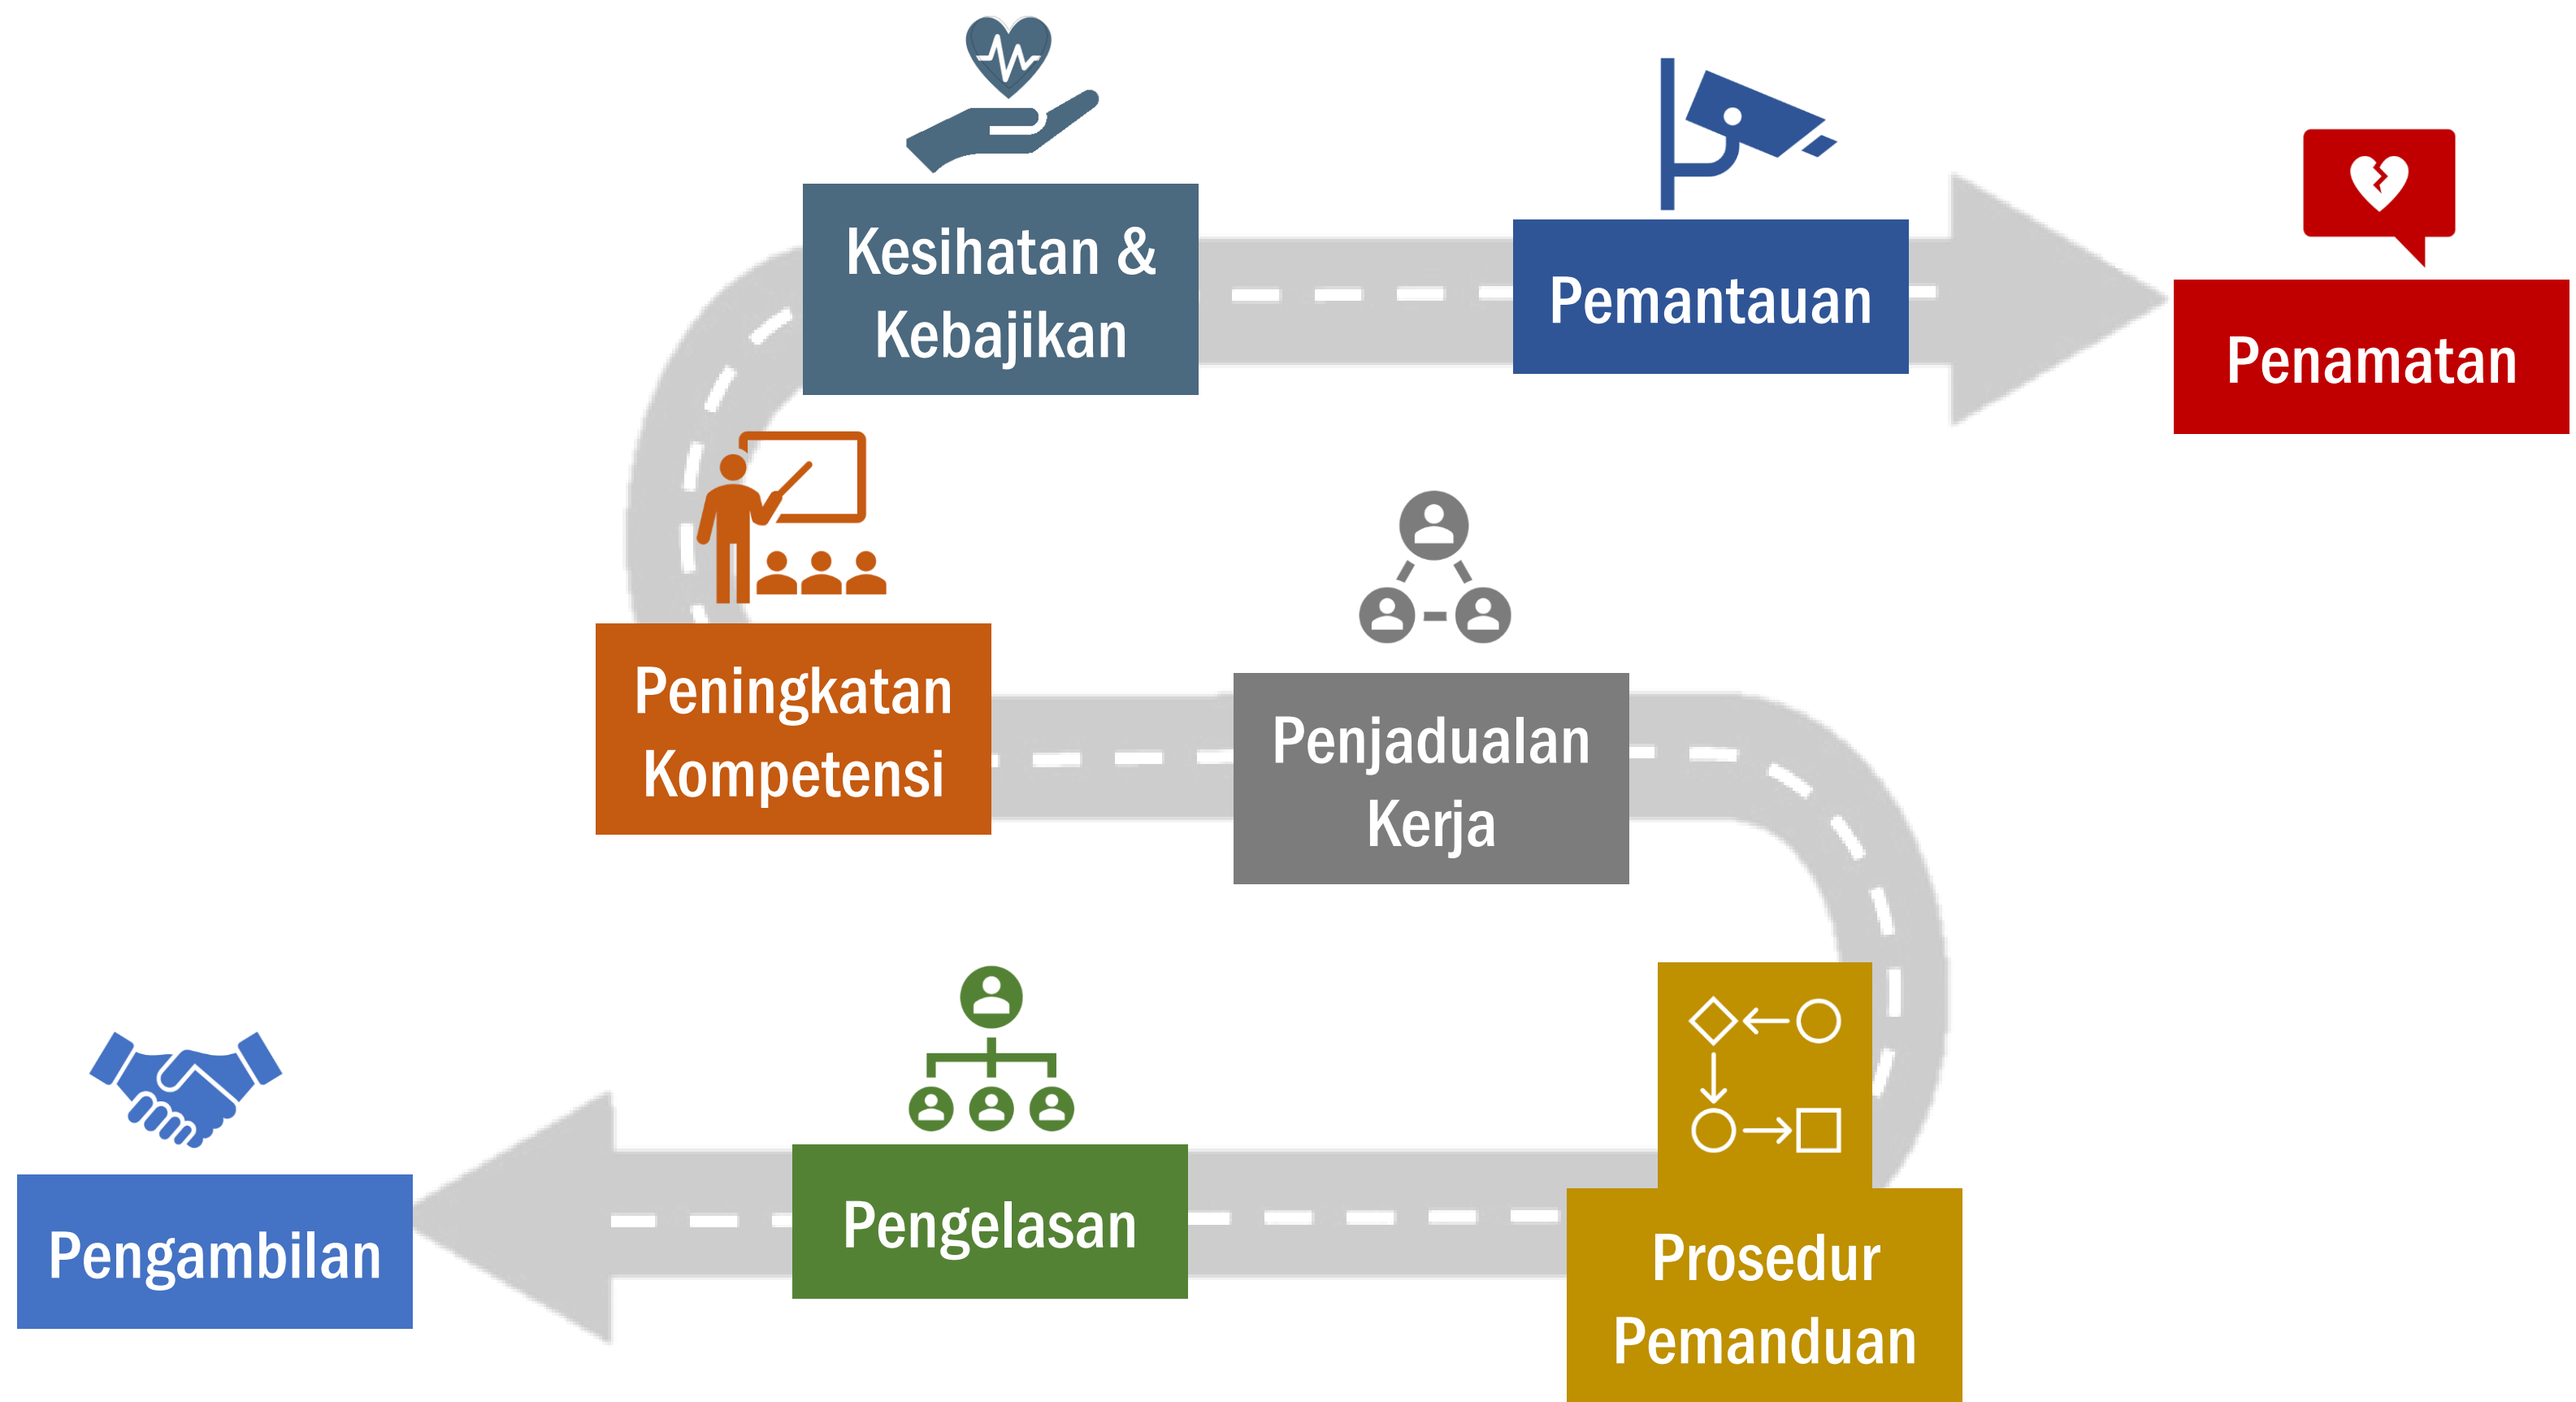 Kesihatan &
Kebajikan
Pemantauan
Penamatan
Peningkatan
Kompetensi
Penjadualan
Kerja
Pengambilan
Pengelasan
Prosedur
Pemanduan